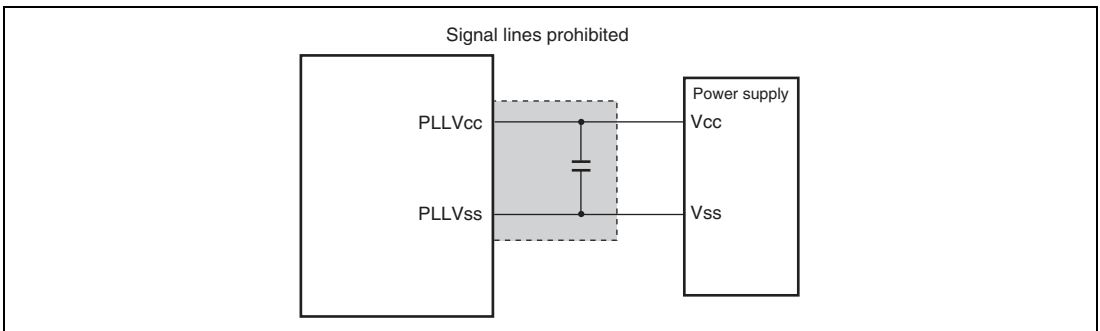 Signal lines prohibited
Power supply
PLLVcc
Vcc
PLLVss
Vss